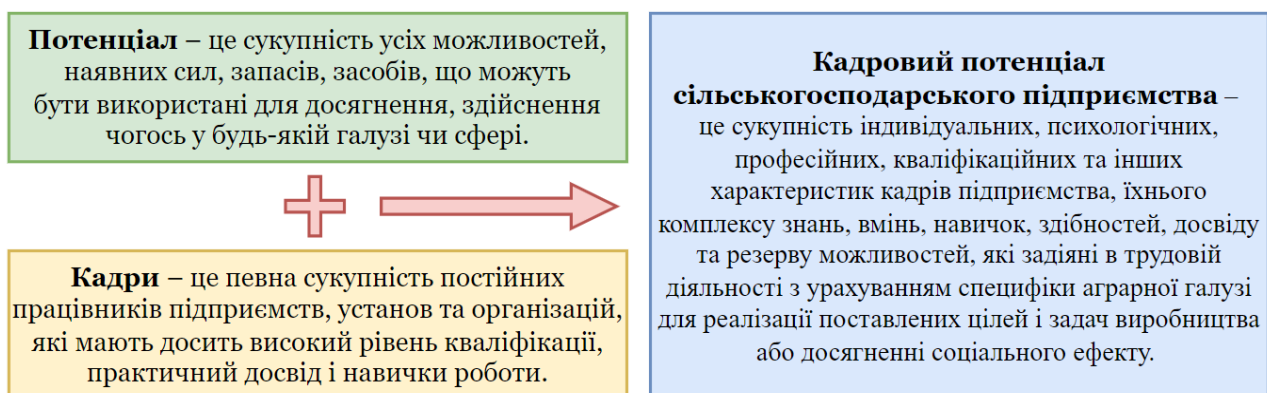 Потенціал – це сукупність усіх можливостей,
наявних сил, запасів, засобів, що можуть
бути використані для досягнення, здійснення
чогось у будь-якій галузі чи сфері.
Кадри – це певна сукупність постійних
працівників підприємств, установ та організацій,
які мають досить високий рівень кваліфікації,
практичний досвід і навички роботи.
Кадровий потенціал
сільськогосподарського підприємства –
це сукупність індивідуальних, психологічних,
професійних, кваліфікаційних та інших
характеристик кадрів підприємства, їхнього
комплексу знань, вмінь, навичок, здібностей, досвіду
та резерву можливостей, які задіяні в трудовій
діяльності з урахуванням специфіки аграрної галузі
для реалізації поставлених цілей і задач виробництва
або досягненні соціального ефекту.